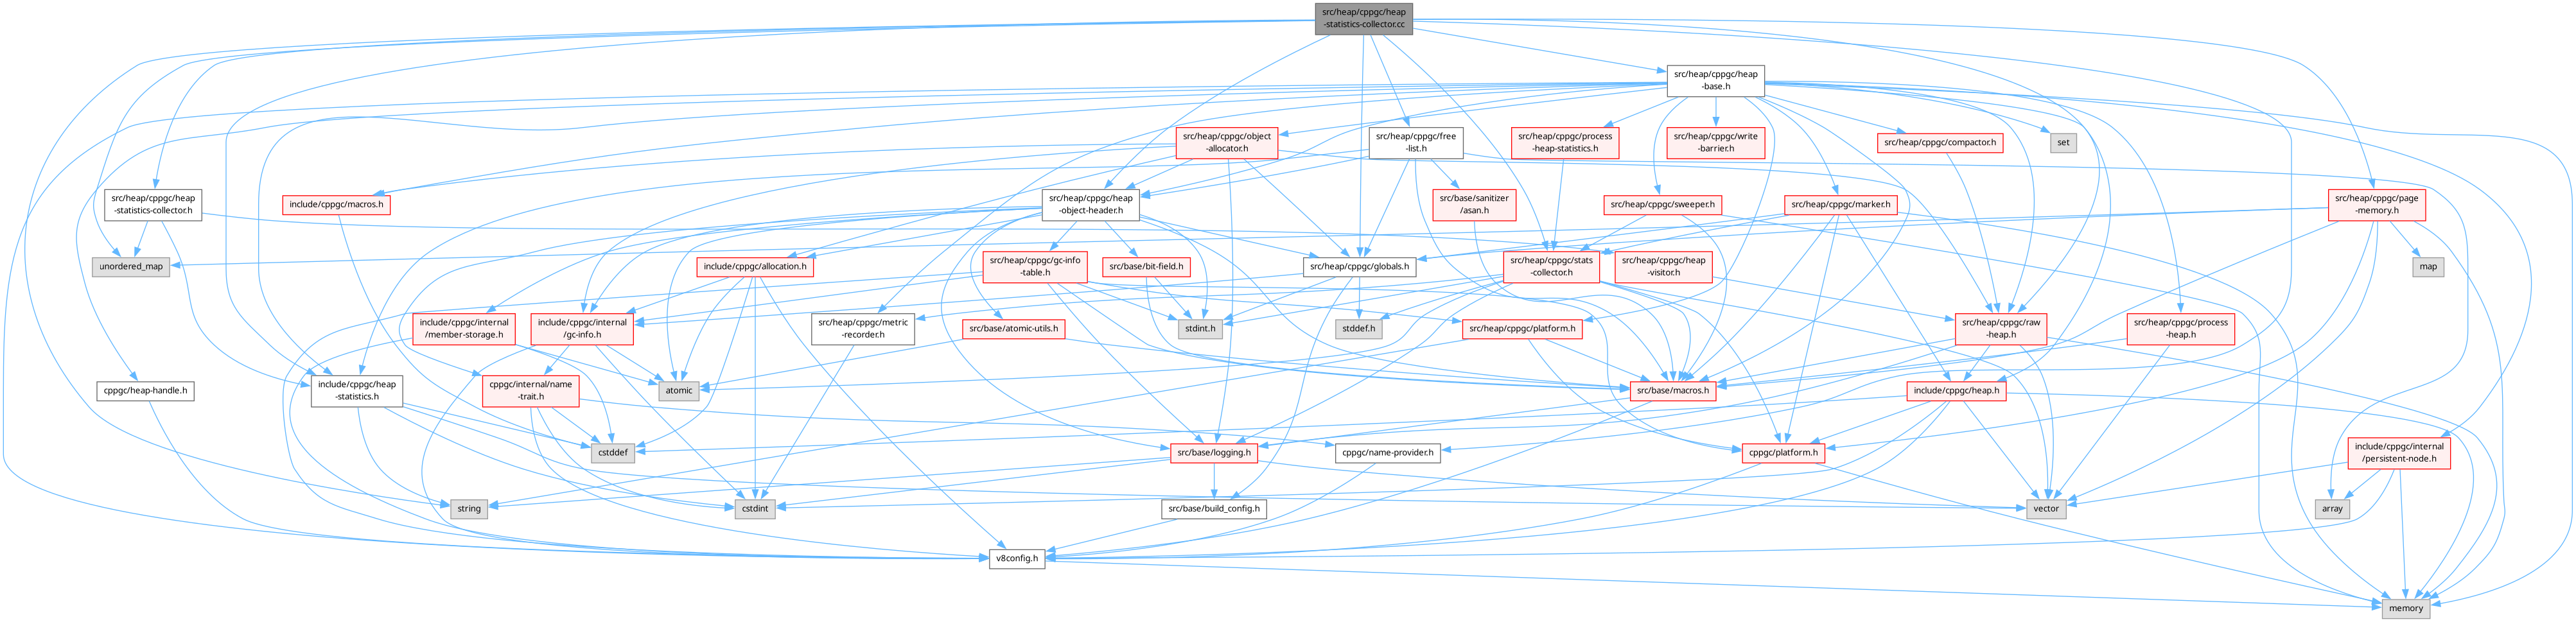 src/heap/cppgc/heap
-statistics-collector.cc
src/heap/cppgc/heap
-base.h
src/heap/cppgc/object
-allocator.h
src/heap/cppgc/free
-list.h
src/heap/cppgc/process
-heap-statistics.h
src/heap/cppgc/write
-barrier.h
src/heap/cppgc/compactor.h
set
src/heap/cppgc/heap
-statistics-collector.h
include/cppgc/macros.h
src/heap/cppgc/heap
-object-header.h
src/base/sanitizer
/asan.h
src/heap/cppgc/sweeper.h
src/heap/cppgc/marker.h
src/heap/cppgc/page
-memory.h
unordered_map
include/cppgc/allocation.h
src/heap/cppgc/gc-info
-table.h
src/base/bit-field.h
src/heap/cppgc/globals.h
src/heap/cppgc/stats
-collector.h
src/heap/cppgc/heap
-visitor.h
map
include/cppgc/internal
/member-storage.h
include/cppgc/internal
/gc-info.h
src/heap/cppgc/metric
-recorder.h
src/base/atomic-utils.h
stdint.h
stddef.h
src/heap/cppgc/platform.h
src/heap/cppgc/raw
-heap.h
src/heap/cppgc/process
-heap.h
cppgc/heap-handle.h
include/cppgc/heap
-statistics.h
cppgc/internal/name
-trait.h
atomic
src/base/macros.h
include/cppgc/heap.h
cstddef
src/base/logging.h
cppgc/name-provider.h
cppgc/platform.h
include/cppgc/internal
/persistent-node.h
string
cstdint
src/base/build_config.h
vector
array
v8config.h
memory